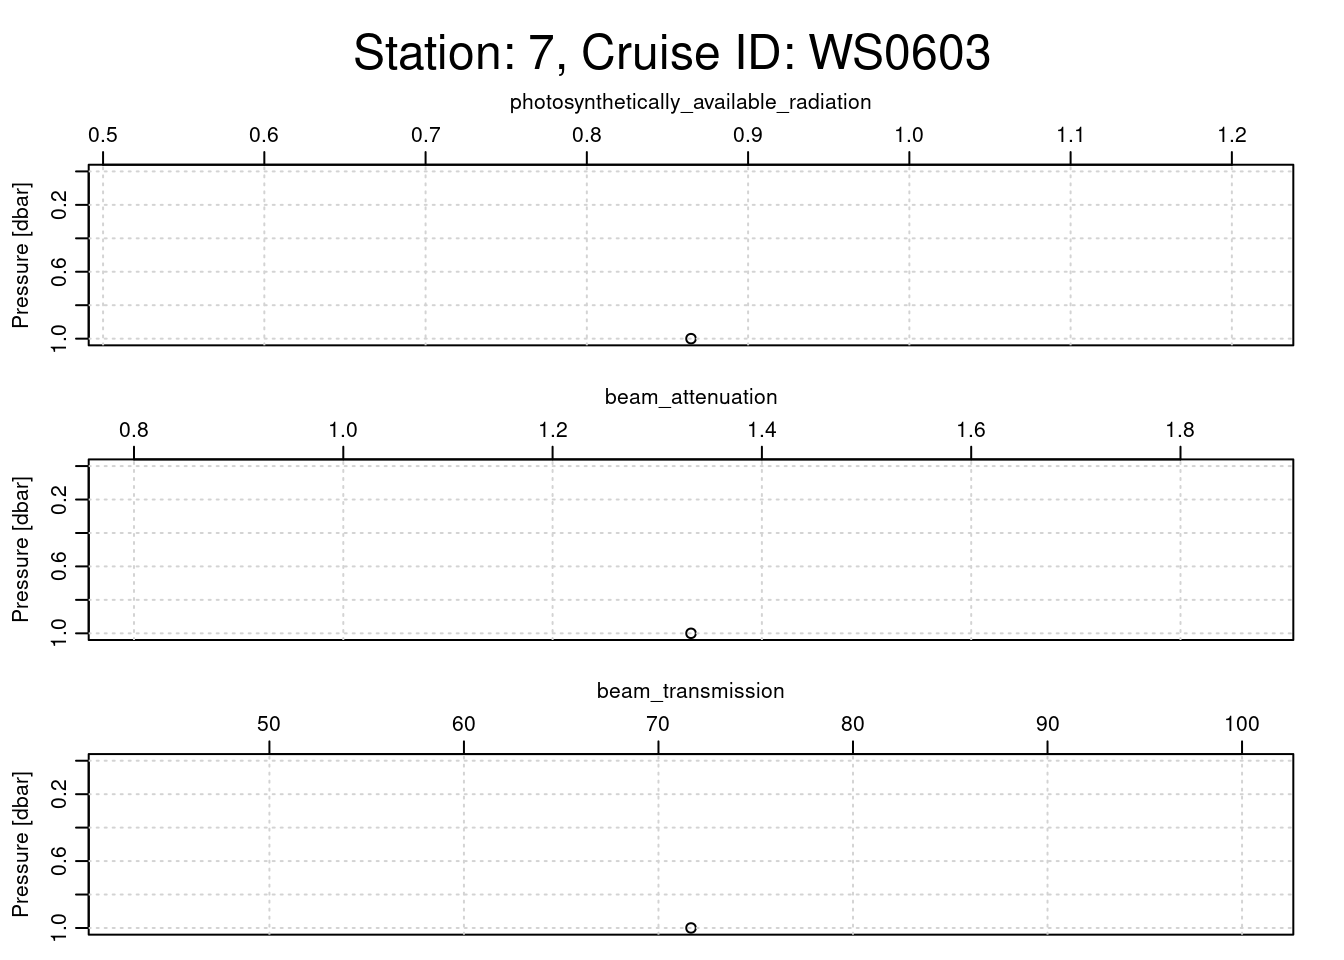 Station: 7, Cruise ID: WS0603
photosynthetically_available_radiation
0.5 0.6 0.7 0.8 0.9 1.0 1.1 1.2
Pressure [dbar]
0.2
0.6
1.0
beam_attenuation
0.8 1.0 1.2 1.4 1.6 1.8
Pressure [dbar]
0.2
0.6
1.0
beam_transmission
50 60 70 80 90 100
Pressure [dbar]
0.2
0.6
1.0